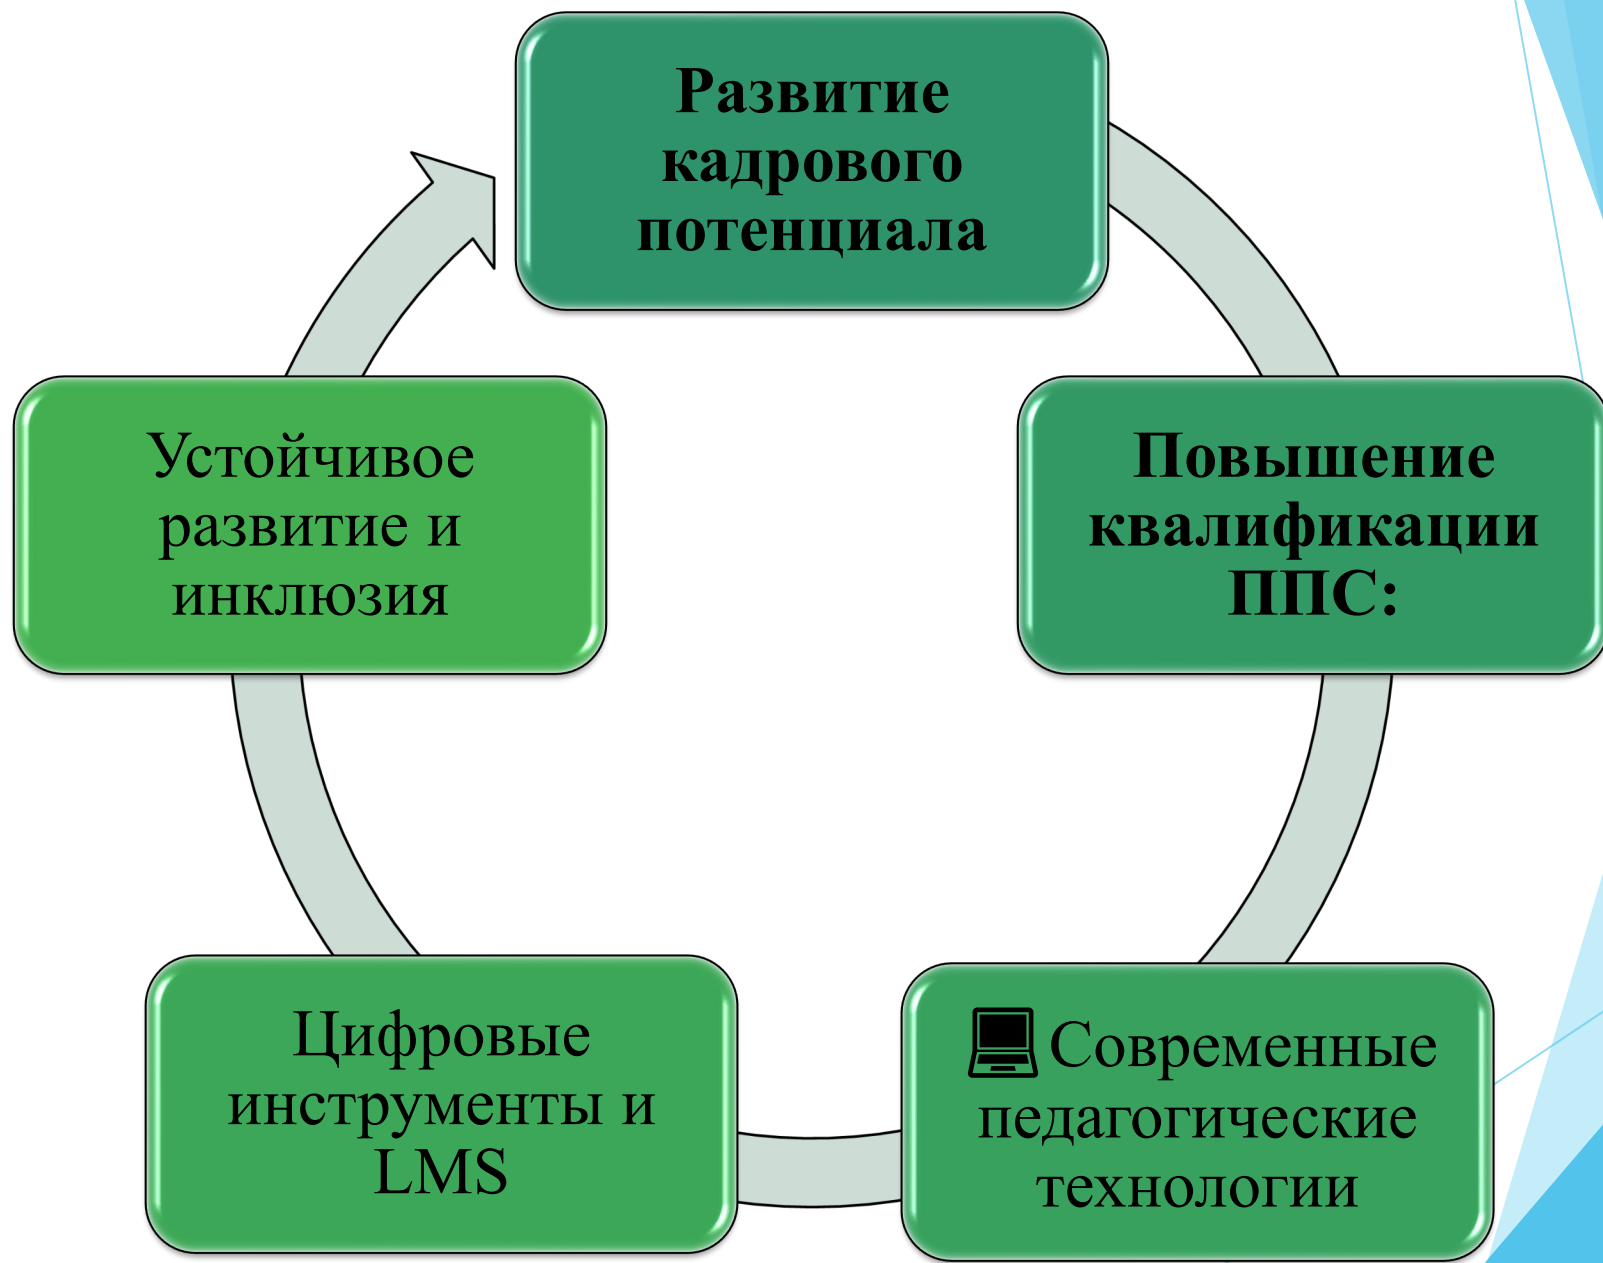 Развитие
кадрового
потенциала
Повышение
квалификации
ППС:
Современные
педагогические
технологии
Цифровые
инструменты и
LMS
Устойчивое
развитие и
инклюзия